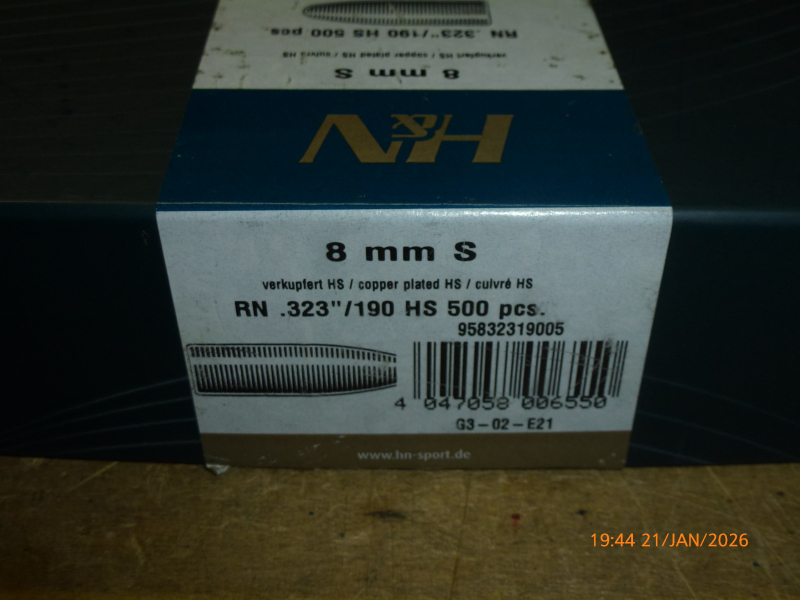 RN .323"/190 HS 500 pcs.
verkupfert HS / copper plated HS / cuivré HS
8 mm S
H&N
8 mm S
verkupfert HS / copper plated HS / cuivré HS
RN .323"/190 HS 500 pcs.
95832319005
4 047058 006550
G3-02-E21
www.hn-sport.de
19:44 21/JAN/2026